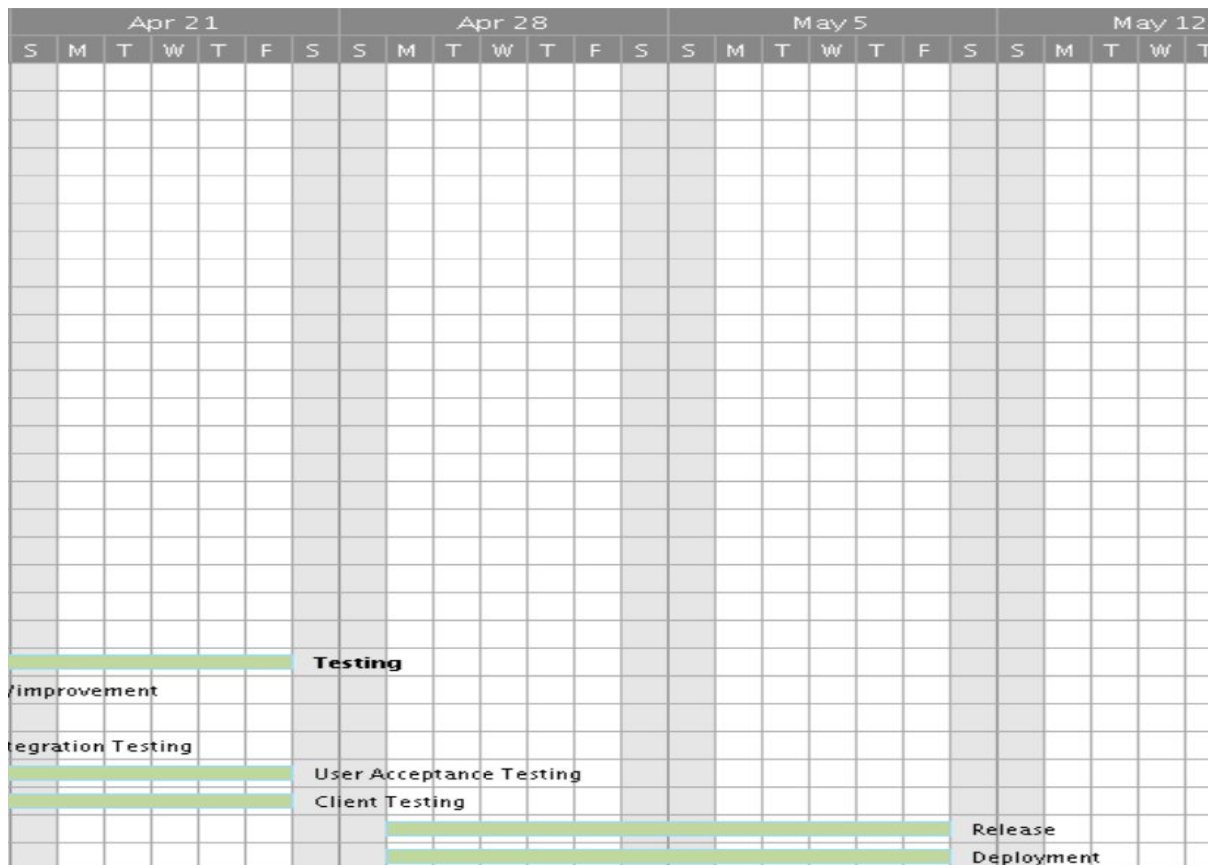 Apr 21 Apr 28 May 5 May 12
S M T W T F S S M T W T F S S M T W T F S S M T W T
Testing
/improvement
tegration Testing
User Acceptance Testing
Client Testing
Release
Deployment